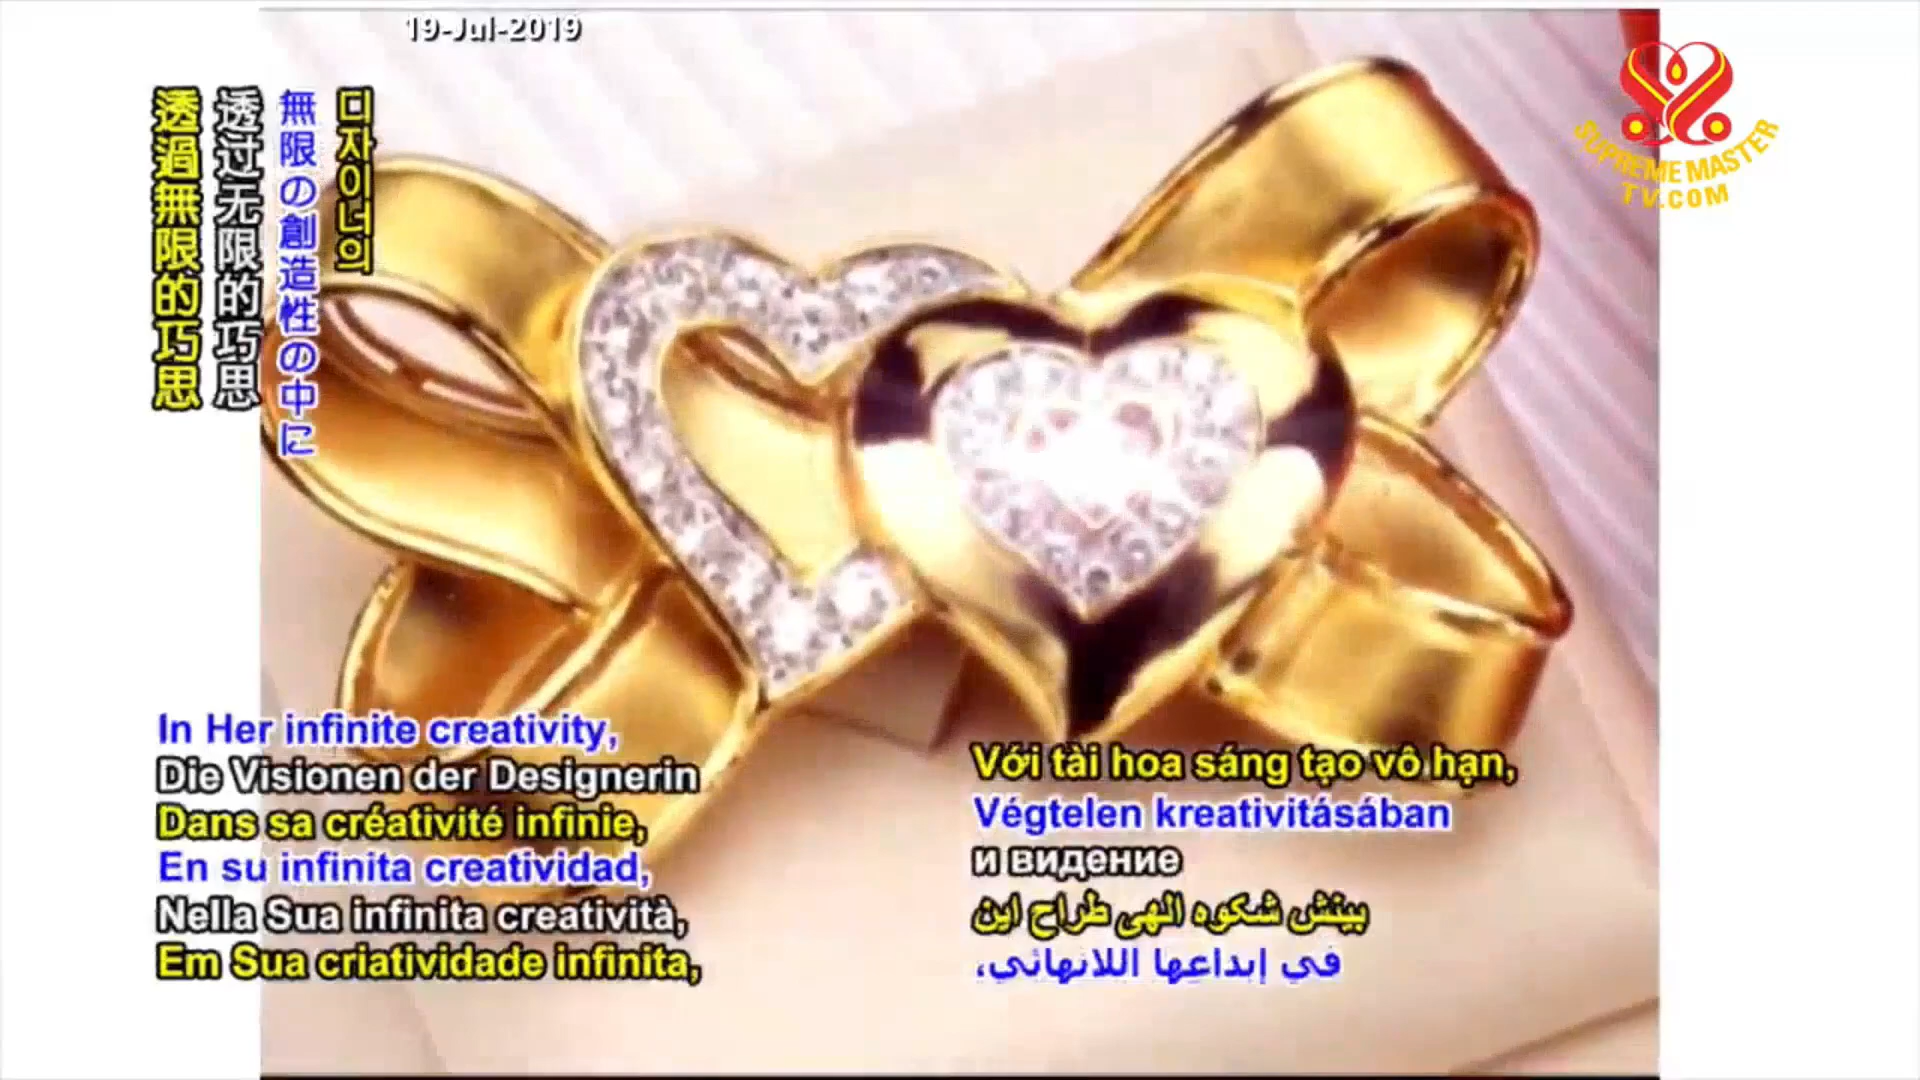 19-Jul-2019
SUPREME MASTER
TV.COM
디자이너의
無限の創造性の中に
透过无限的巧思
透過無限的巧思
In Her infinite creativity,
Die Visionen der Designerin
Dans sa créativité infinie,
En su infinita creatividad,
Nella Sua infinita creatività,
Em Sua criatividade infinita,
Với tài hoa sáng tạo vô hạn,
Végtelen kreativitásában
и видение
بینش شکوه الهی طراح این
في إبداعها اللانهائي،